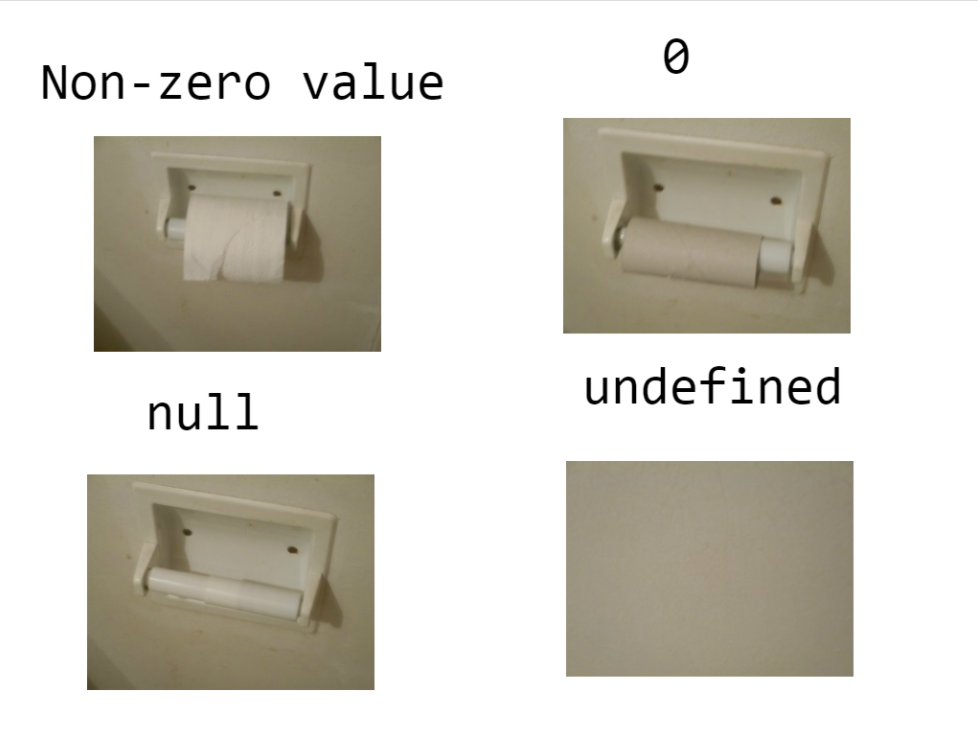 Non-zero value
0
null
undefined